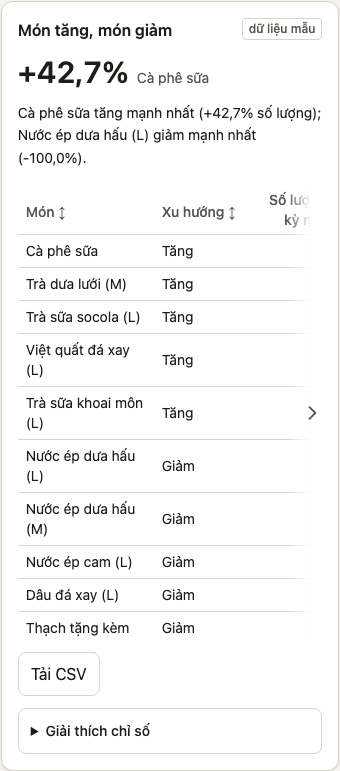 Món tăng, món giảm
dữ liệu mẫu
+42,7% Cà phê sữa
Cà phê sữa tăng mạnh nhất (+42,7% số lượng);
Nước ép dưa hấu (L) giảm mạnh nhất
(-100,0%).
Món ↕ Xu hướng ↕ Số
kỳ
Cà phê sữa Tăng
Trà dưa lưới (M) Tăng
Trà sữa socola (L) Tăng
Việt quất đá xay
(L) Tăng
Trà sữa khoai môn
(L) Tăng
Nước ép dưa hấu
(L) Giảm
Nước ép dưa hấu
(M) Giảm
Nước ép cam (L) Giảm
Dâu đá xay (L) Giảm
Thạch tặng kèm Giảm
Tải CSV
▶ Giải thích chỉ số